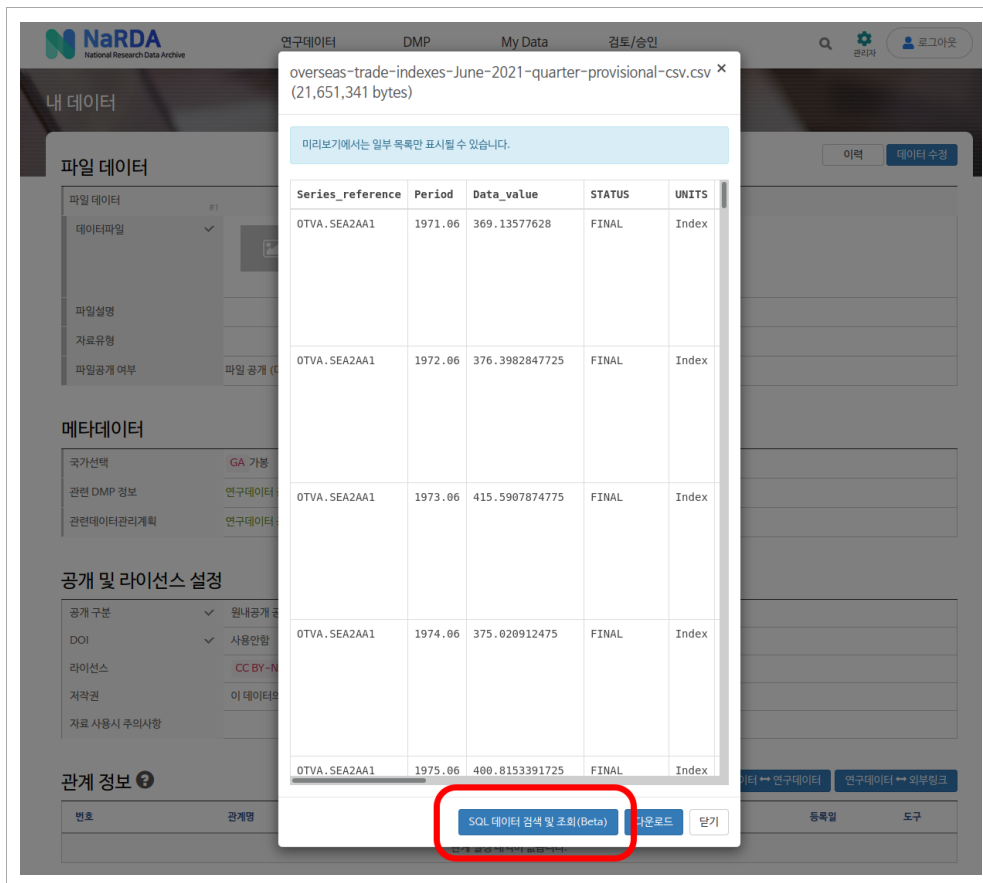 NaRDA
National Research Data Archive
연구데이터 DMP My Data 검토/승인
관리자
로그아웃
내 데이터
overseas-trade-indexes-June-2021-quarter-provisional-csv.csv ×
(21,651,341 bytes)
미리보기에서는 일부 목록만 표시될 수 있습니다.
이력 데이터 수정
파일 데이터
파일 데이터 #1
데이터파일
파일설명
자료유형
파일공개 여부 파일 공개
Series_reference Period Data_value STATUS UNITS
OTVA.SEA2AA1 1971.06 369.13577628 FINAL Index
OTVA.SEA2AA1 1972.06 376.3982847725 FINAL Index
OTVA.SEA2AA1 1973.06 415.5907874775 FINAL Index
OTVA.SEA2AA1 1974.06 375.020912475 FINAL Index
OTVA.SEA2AA1 1975.06 400.8153391725 FINAL Index
메타데이터
국가선택 GA 가봉
관련 DMP 정보 연구데이터
관련데이터관리계획 연구데이터
공개 및 라이선스 설정
공개 구분 원내공개
DOI 사용안함
라이선스 CC BY-N
저작권 이 데이터의
자료 사용시 주의사항
관계 정보 ?
이터 ↔ 연구데이터 연구데이터 ↔ 외부링크
번호 관계명 등록일 도구
SQL 데이터 검색 및 조회(Beta) 다운로드 닫기